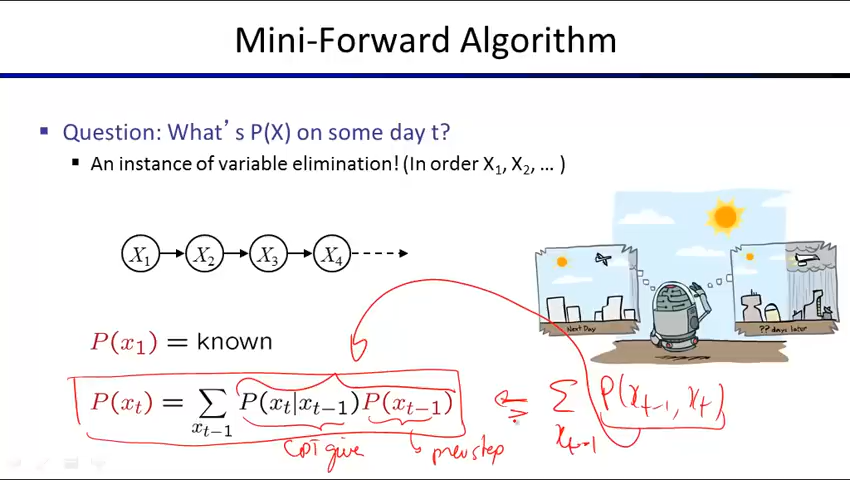 Mini-Forward Algorithm
▪ Question: What's P(X) on some day t?
▪ An instance of variable elimination! (In order X₁, X₂, … )
X₁ X₂ X₃ X₄
Next Day
?? days later
P(x₁) = known
P(xₜ) = ∑ P(xₜ|xₜ₋₁)P(xₜ₋₁)
xₜ₋₁
∑ P(xₜ₋₁, xₜ)
xₜ₋₁
CPT give
prev step